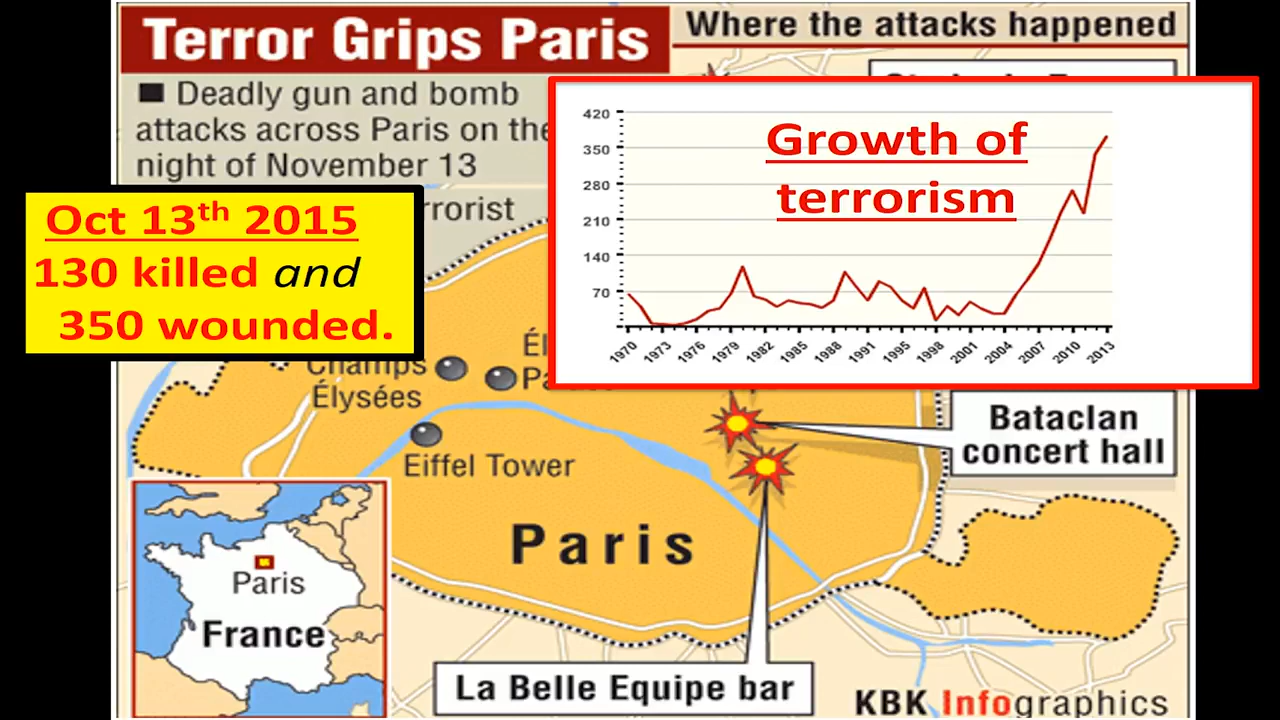 Terror Grips Paris
Where the attacks happened
Deadly gun and bomb
attacks across Paris on the
night of November 13
Oct 13th 2015
130 killed and
350 wounded.
Growth of
terrorism
420
350
280
210
140
70
1970
1973
1976
1979
1982
1985
1988
1991
1995
1998
2001
2004
2007
2010
2013
Champs
Élysées
Eiffel Tower
Bataclan
concert hall
Paris
Paris
France
La Belle Equipe bar
KBK Infographics